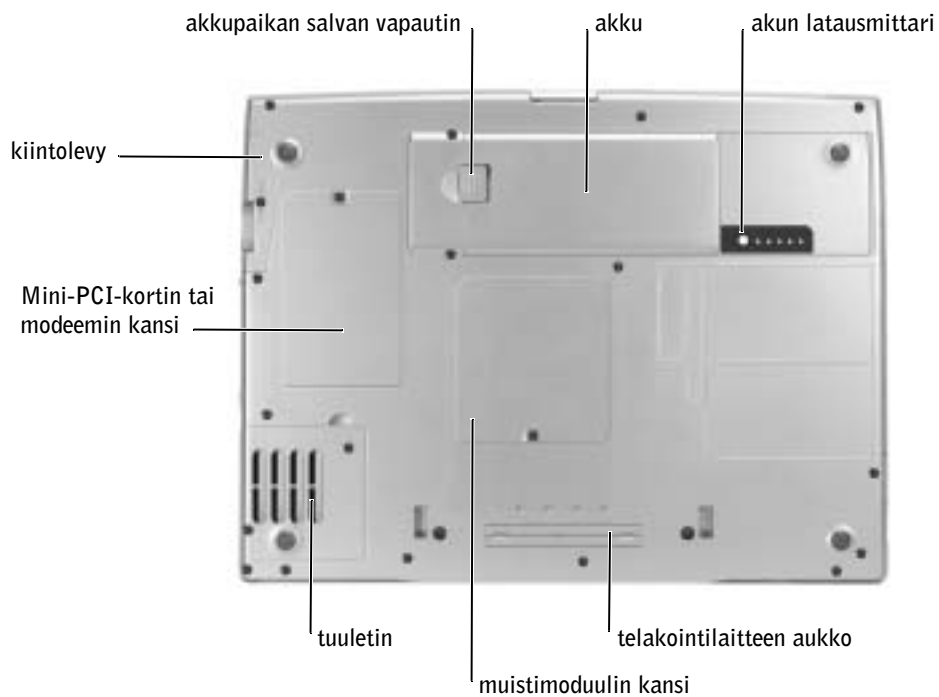 akkupaikan salvan vapautin
akku
akun latausmittari
kiintolevy
Mini-PCI-kortin tai
modeemin kansi
tuuletin
telakointilaitteen aukko
muistimoduulin kansi